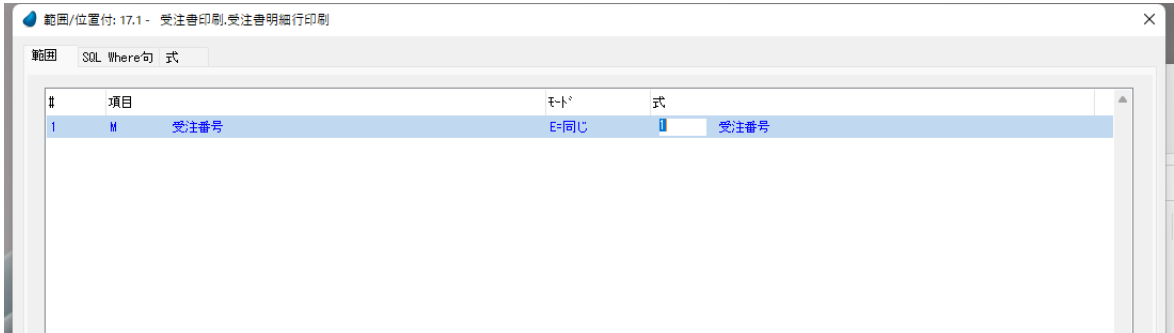 範囲/位置付: 17.1 - 受注書印刷.受注書明細行印刷
範囲 SQL Where句 式
# 項目 ﾓｰﾄﾞ 式
1 M 受注番号 E=同じ 1 受注番号